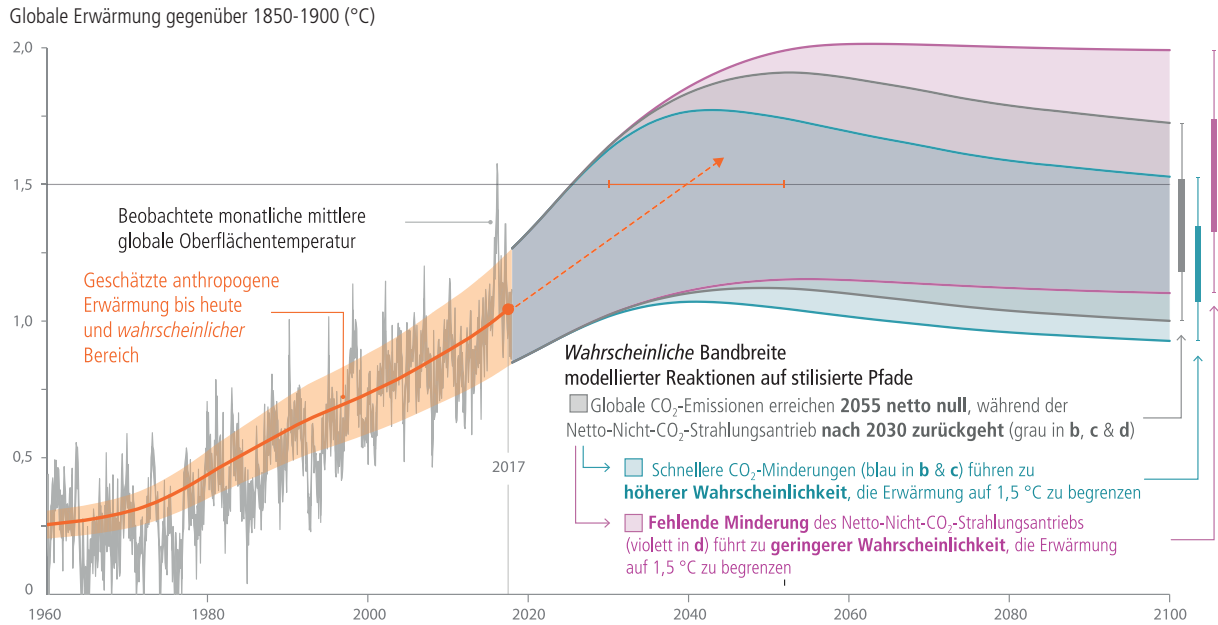 Globale Erwärmung gegenüber 1850-1900 (°C)
2,0
1,5
1,0
0,5
0
Beobachtete monatliche mittlere
globale Oberflächentemperatur
Geschätzte anthropogene
Erwärmung bis heute
und wahrscheinlicher
Bereich
2017
Wahrscheinliche Bandbreite
modellierter Reaktionen auf stilisierte Pfade
Globale CO₂-Emissionen erreichen 2055 netto null, während der
Netto-Nicht-CO₂-Strahlungsantrieb nach 2030 zurückgeht (grau in b, c & d)
Schnellere CO₂-Minderungen (blau in b & c) führen zu
höherer Wahrscheinlichkeit, die Erwärmung auf 1,5 °C zu begrenzen
Fehlende Minderung des Netto-Nicht-CO₂-Strahlungsantriebs
(violett in d) führt zu geringerer Wahrscheinlichkeit, die Erwärmung
auf 1,5 °C zu begrenzen
1960 1980 2000 2020 2040 2060 2080 2100